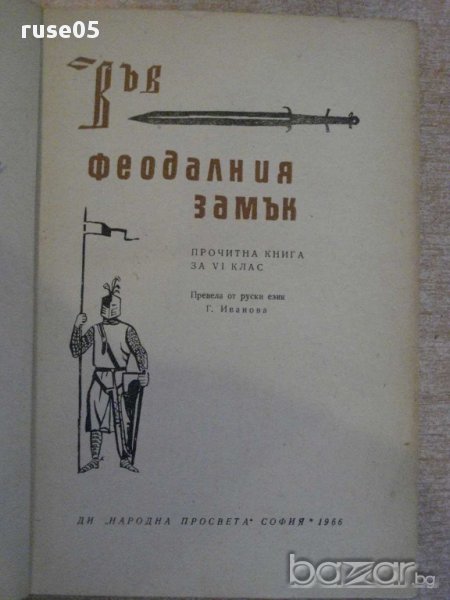 ruse05
Във
феодалния
замък
ПРОЧИТНА КНИГА
ЗА VI КЛАС
Превела от руски език
Г. Иванова
ДИ „НАРОДНА ПРОСВЕТА“ СОФИЯ * 1966
bazar.bg